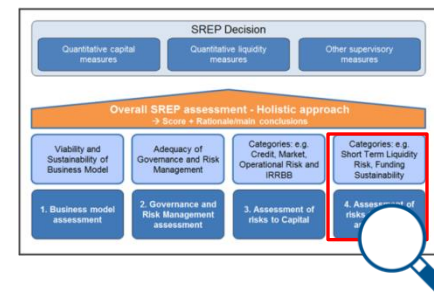 SREP Decision
Quantitative capital
measures
Quantitative liquidity
measures
Other supervisory
measures
Overall SREP assessment - Holistic approach
→ Score + Rationale/main conclusions
Viability and
Sustainability of
Business Model
Adequacy of
Governance and Risk
Management
Categories: e.g.
Credit, Market,
Operational Risk and
IRRBB
Categories: e.g.
Short Term Liquidity
Risk, Funding
Sustainability
1. Business model
assessment
2. Governance and
Risk Management
assessment
3. Assessment of
risks to Capital
4. Assessment of
risks